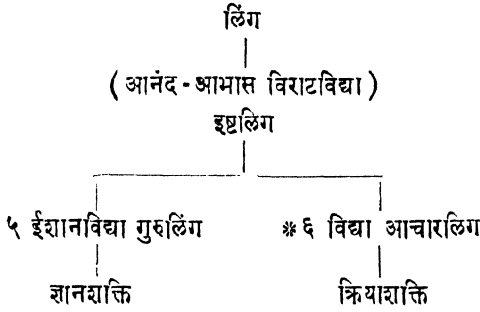 लिंग
( आनंद - आभास विराटविद्या )
इष्टलिग
५ ईशानविद्या गुरुलिंग
*६ विद्या आचारलिग
ज्ञानशक्ति
क्रियाशक्ति